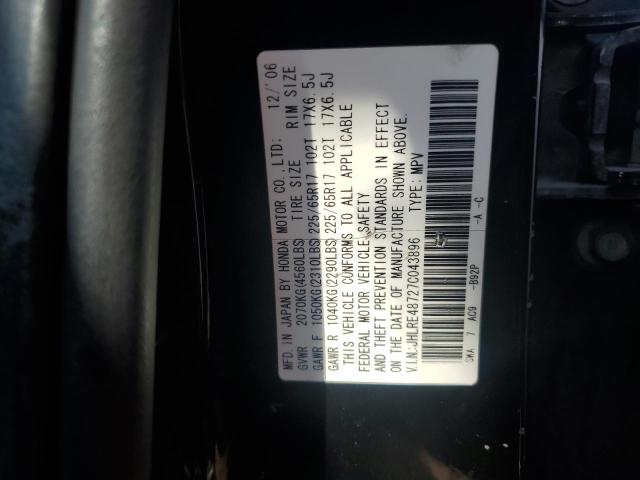 MFD. IN JAPAN BY HONDA MOTOR CO., LTD: 12/'06
GVWR 2070KG(4560LBS) TIRE SIZE RIM SIZE
GAWR F 1050KG(2310LBS) 225/65R17 102T 17X6.5J
GAWR R 1040KG(2290LBS) 225/65R17 102T 17X6.5J
THIS VEHICLE CONFORMS TO ALL APPLICABLE
FEDERAL MOTOR VEHICLE SAFETY
AND THEFT PREVENTION STANDARDS IN EFFECT
ON THE DATE OF MANUFACTURE SHOWN ABOVE.
V.I.N.:JHLRE48727C043896 TYPE: MPV
SWA 7 A09 -B92P -A -C